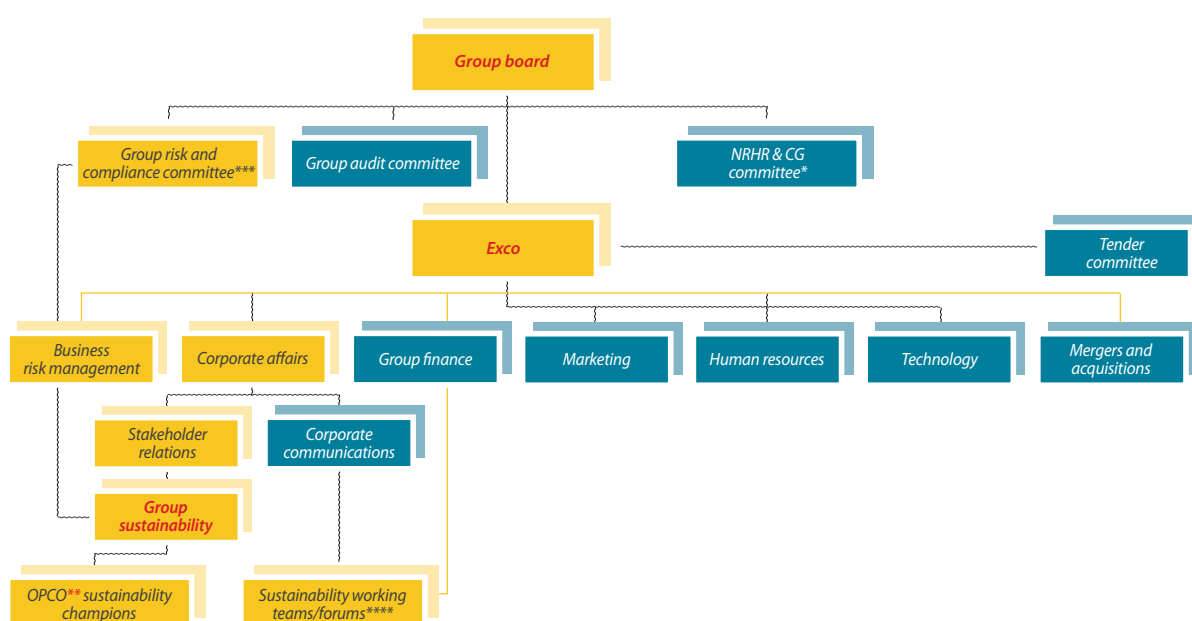 Group board
Group risk and
compliance committee***
Group audit committee
NRHR & CG
committee*
Exco
Tender
committee
Business
risk management
Corporate affairs
Group finance
Marketing
Human resources
Technology
Mergers and
acquisitions
Stakeholder
relations
Corporate
communications
Group
sustainability
OPCO** sustainability
champions
Sustainability working
teams/forums****